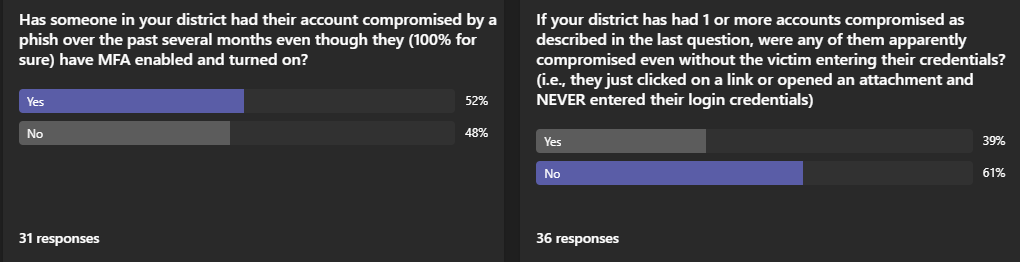 Has someone in your district had their account compromised by a
phish over the past several months even though they (100% for
sure) have MFA enabled and turned on?
Yes 52%
No 48%
31 responses
If your district has had 1 or more accounts compromised as
described in the last question, were any of them apparently
compromised even without the victim entering their credentials?
(i.e., they just clicked on a link or opened an attachment and
NEVER entered their login credentials)
Yes 39%
No 61%
36 responses